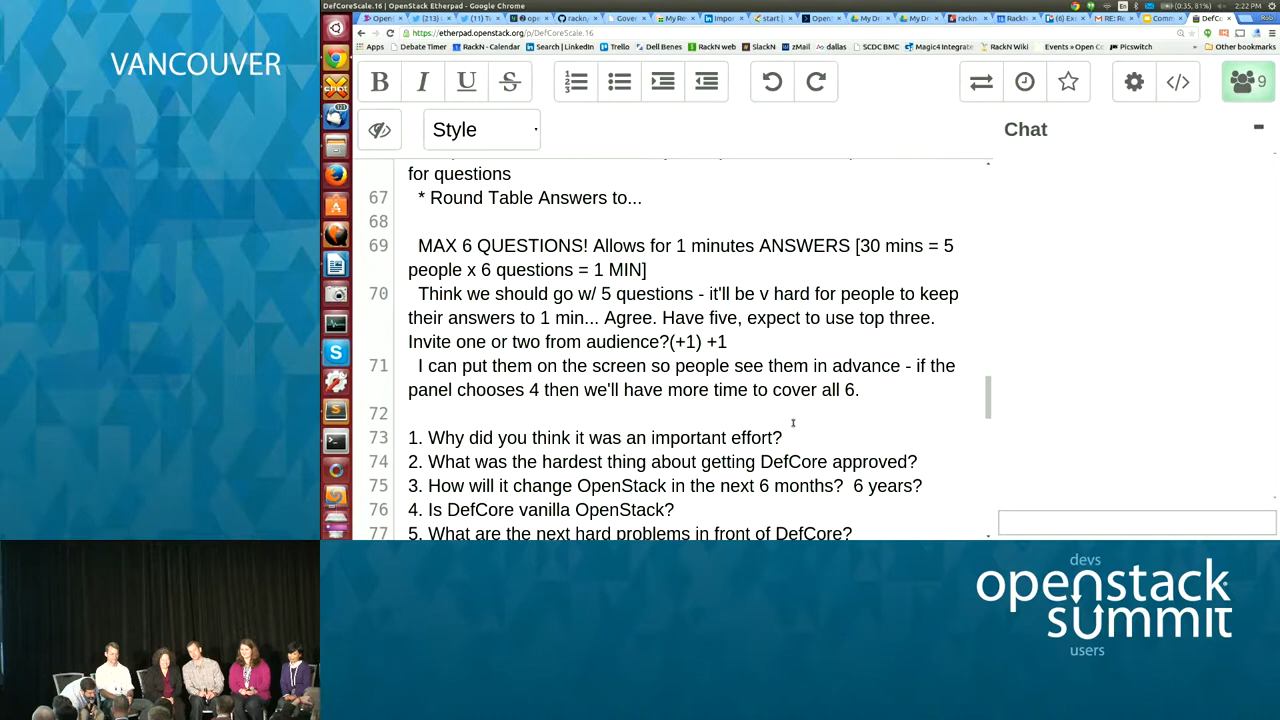 DefCoreScale.16 | OpenStack Etherpad - Google Chrome
En
(0:35, 81%)
2:22 PM
https://etherpad.openstack.org/p/DefCoreScale.16
Apps Debate Timer RackN - Calendar Search | LinkedIn Trello Dell Benes RackN web SlackN zMail dallas SCDC BMC Magic4 Integrate RackN Wiki Events » Open C Picswitch Other bookmarks
VANCOUVER
B I U S
9
Style
Chat
for questions
67 * Round Table Answers to...
68
69 MAX 6 QUESTIONS! Allows for 1 minutes ANSWERS [30 mins = 5
people x 6 questions = 1 MIN]
70 Think we should go w/ 5 questions - it'll be v hard for people to keep
their answers to 1 min... Agree. Have five, expect to use top three.
Invite one or two from audience?(+1) +1
71 I can put them on the screen so people see them in advance - if the
panel chooses 4 then we'll have more time to cover all 6.
72
73 1. Why did you think it was an important effort?
74 2. What was the hardest thing about getting DefCore approved?
75 3. How will it change OpenStack in the next 6 months? 6 years?
76 4. Is DefCore vanilla OpenStack?
77 5. What are the next hard problems in front of DefCore?
devs
openstack
summit
users